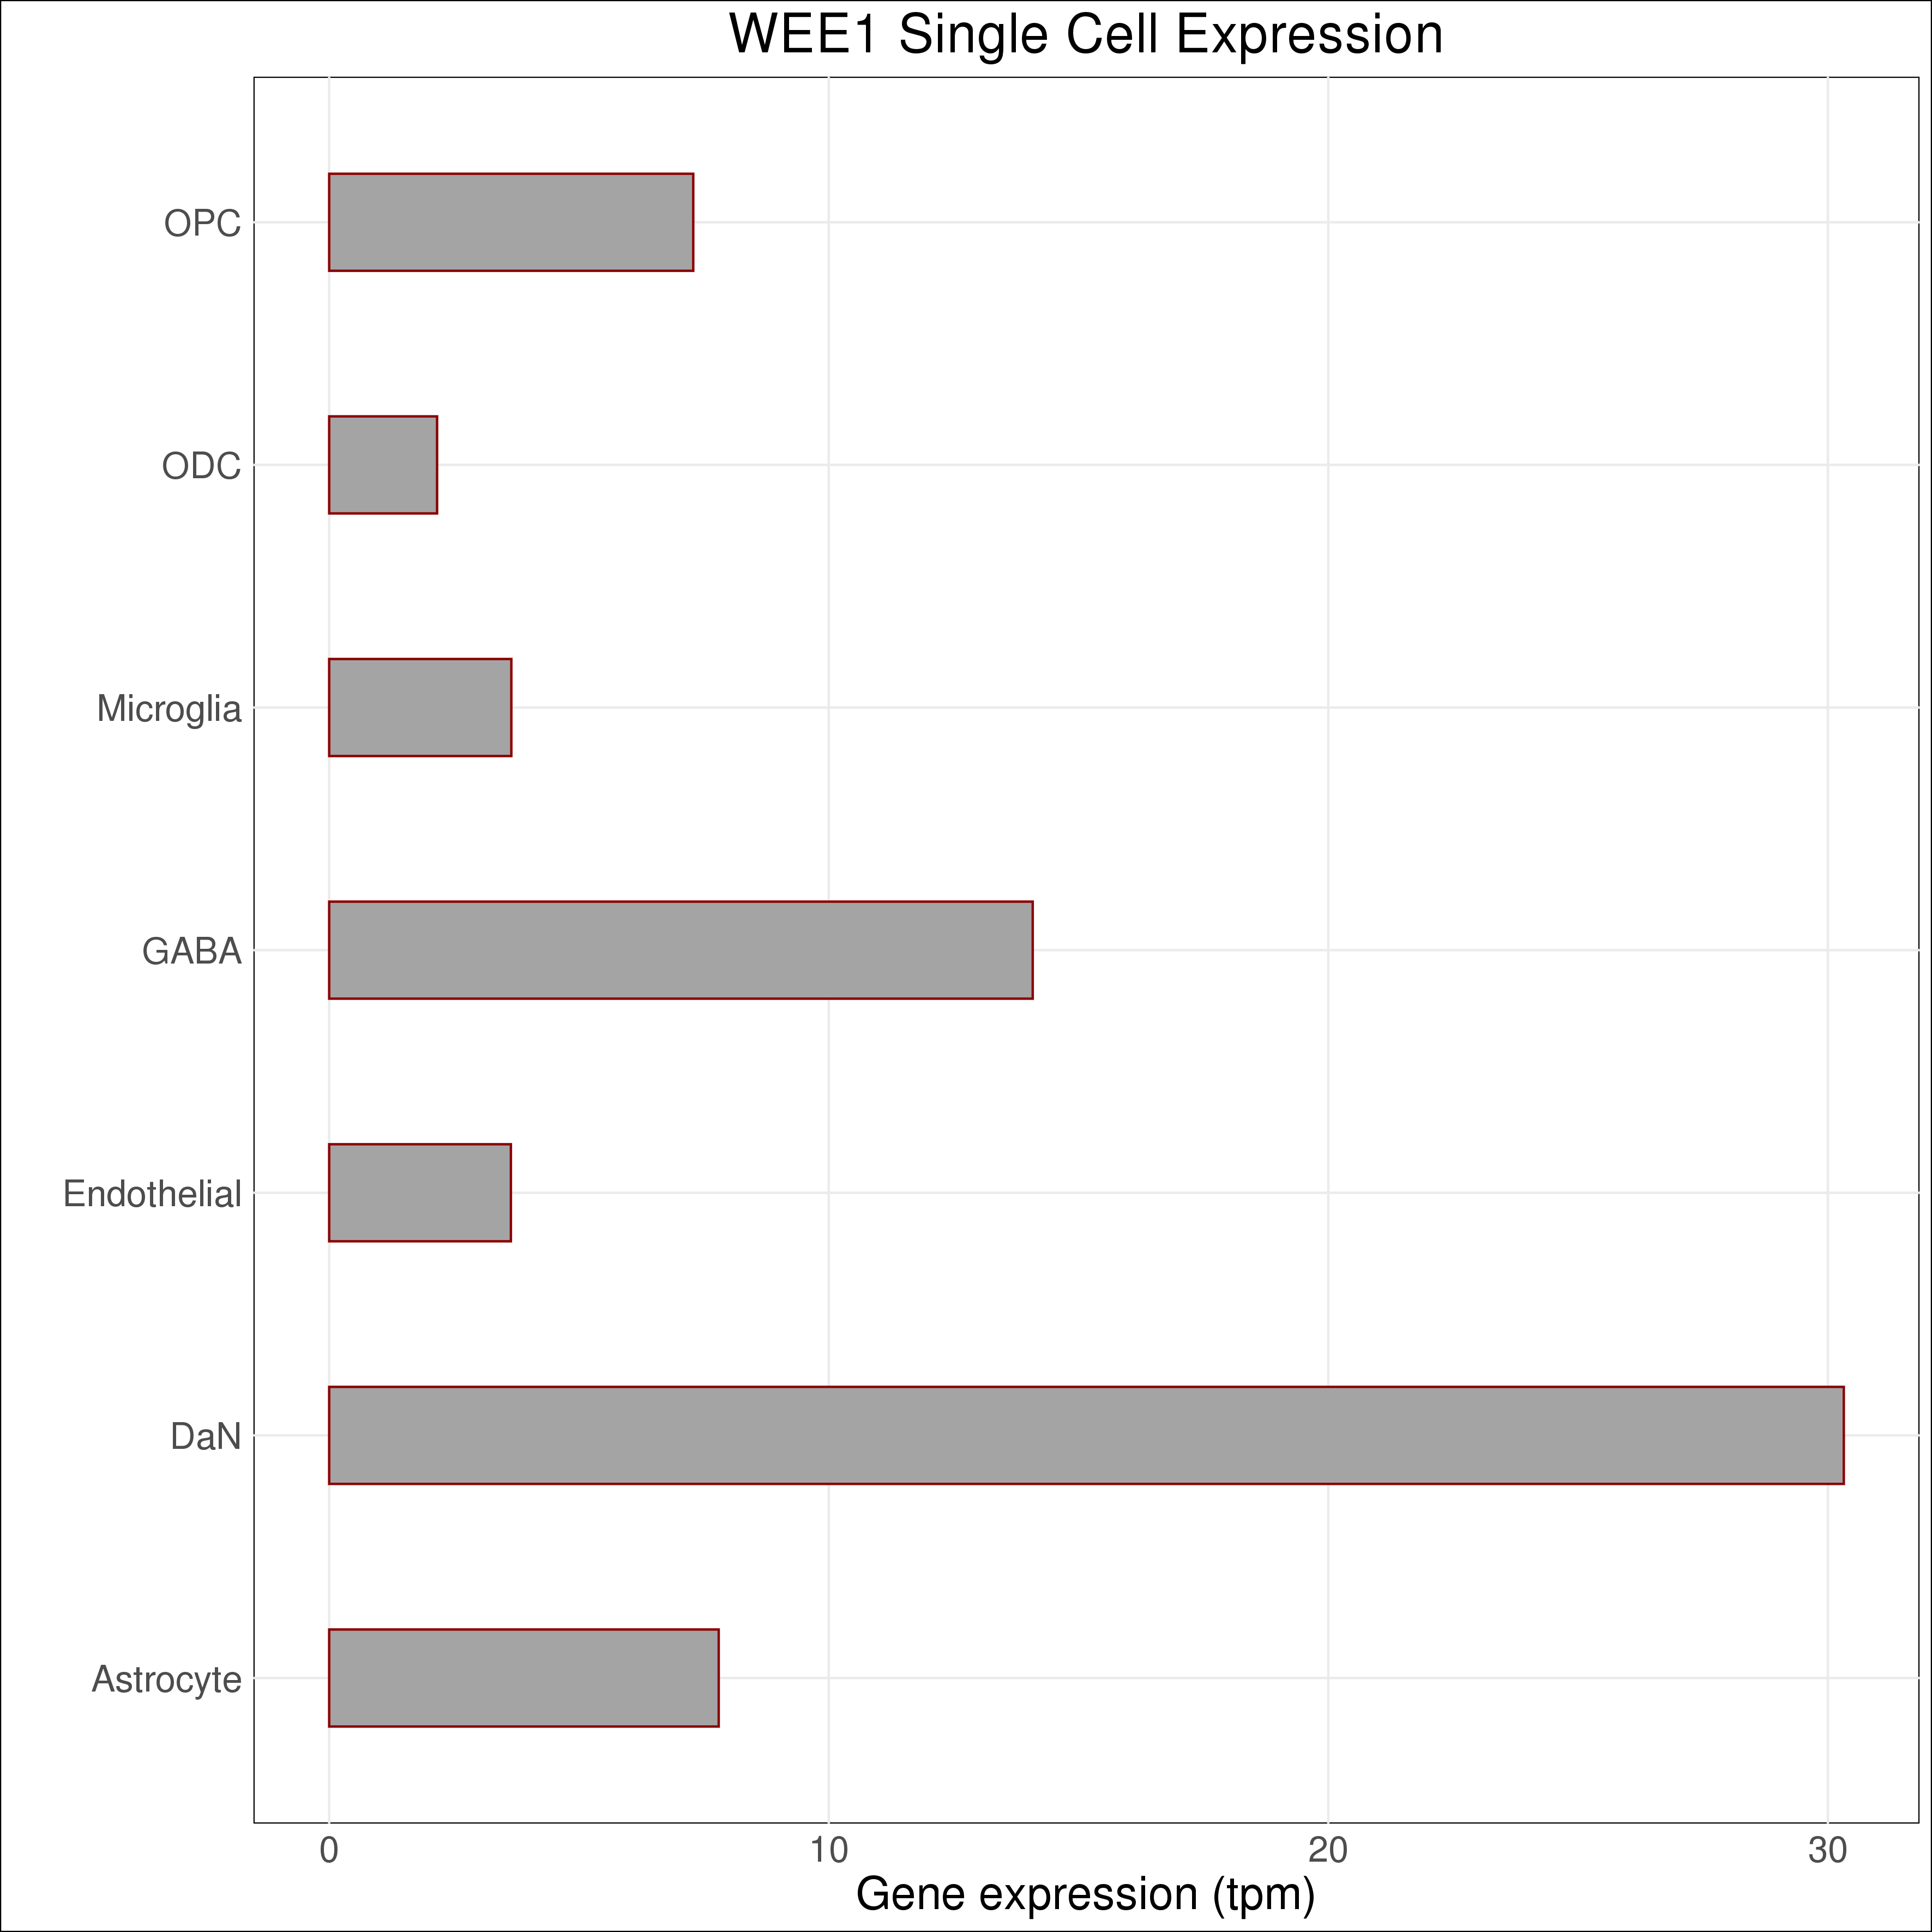 WEE1 Single Cell Expression
OPC
ODC
Microglia
GABA
Endothelial
DaN
Astrocyte
0 10 20 30
Gene expression (tpm)